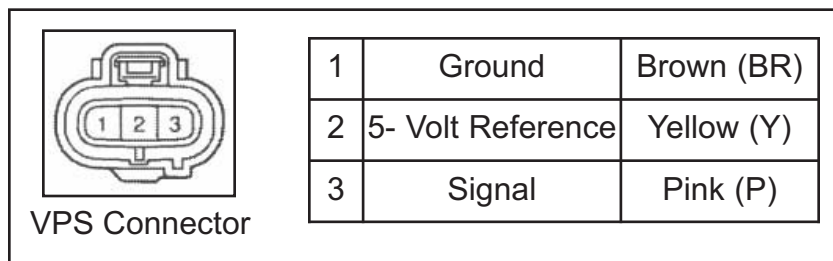 1 2 3
VPS Connector
1 Ground Brown (BR)
2 5- Volt Reference Yellow (Y)
3 Signal Pink (P)